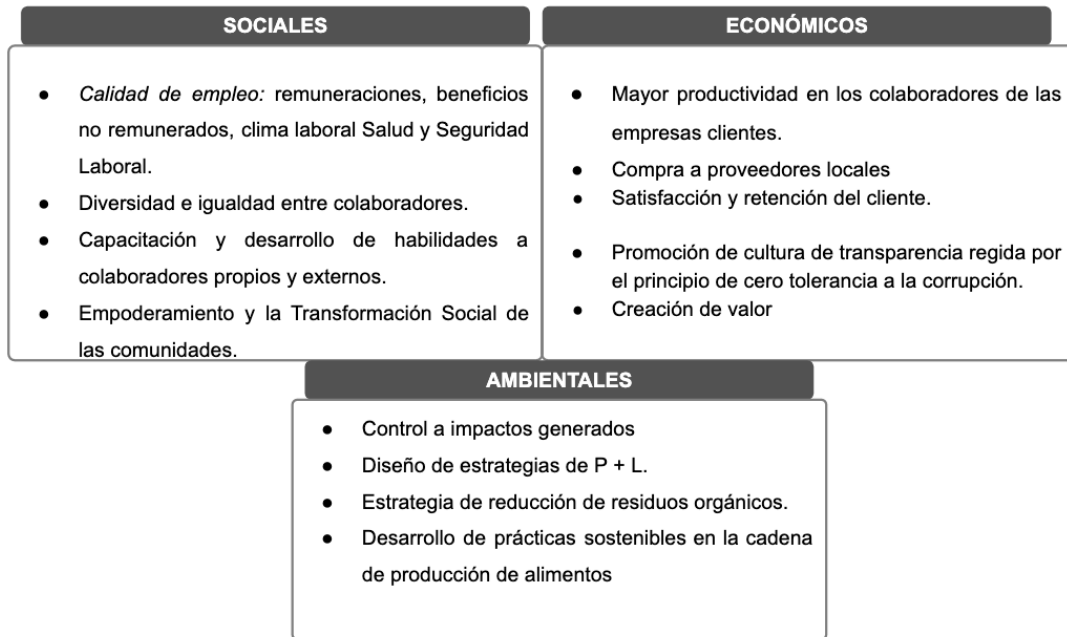 SOCIALES
● Calidad de empleo: remuneraciones, beneficios
no remunerados, clima laboral Salud y Seguridad
Laboral.
● Diversidad e igualdad entre colaboradores.
● Capacitación y desarrollo de habilidades a
colaboradores propios y externos.
● Empoderamiento y la Transformación Social de
las comunidades.
ECONÓMICOS
● Mayor productividad en los colaboradores de las
empresas clientes.
● Compra a proveedores locales
● Satisfacción y retención del cliente.
● Promoción de cultura de transparencia regida por
el principio de cero tolerancia a la corrupción.
● Creación de valor
AMBIENTALES
● Control a impactos generados
● Diseño de estrategias de P + L.
● Estrategia de reducción de residuos orgánicos.
● Desarrollo de prácticas sostenibles en la cadena
de producción de alimentos